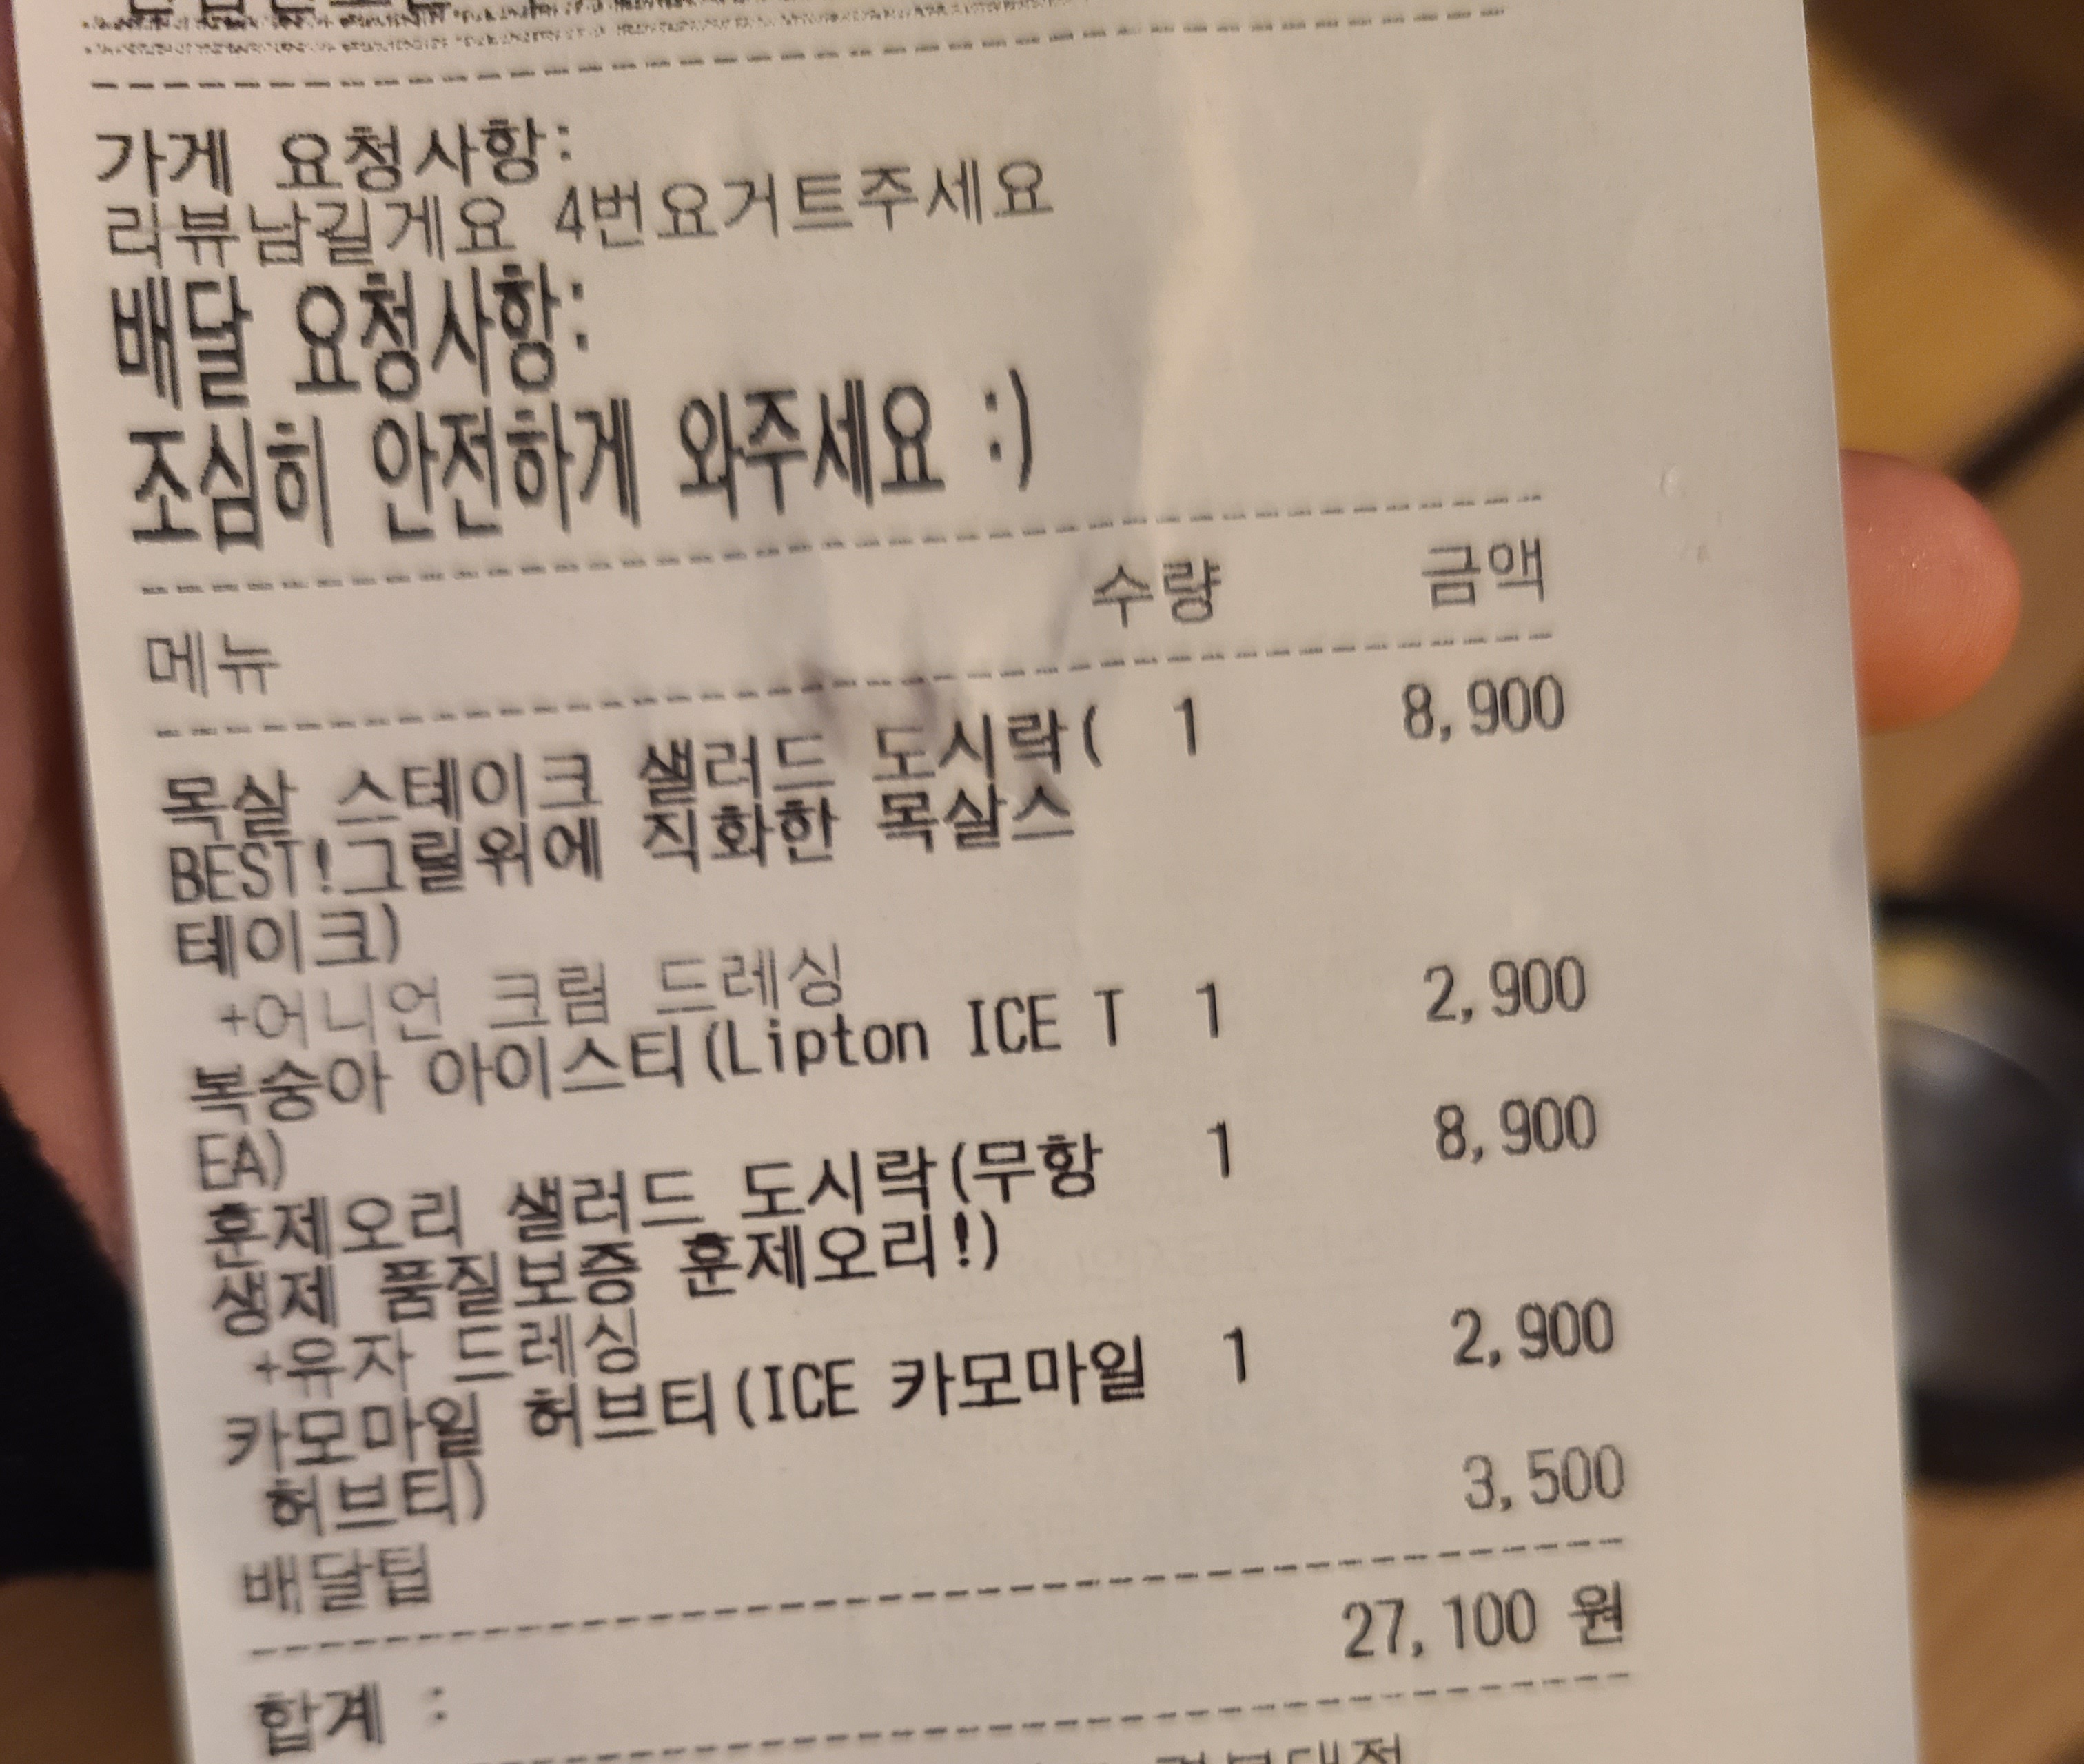 가게 요청사항:
리뷰남길게요 4번요거트주세요
배달 요청사항:
조심히 안전하게 와주세요 :)
메뉴 수량 금액
목살 스테이크 샐러드 도시락( 1 8,900
BEST!그릴위에 직화한 목살스
테이크)
+어니언 크림 드레싱
복숭아 아이스티(Lipton ICE T 1 2,900
EA)
훈제오리 샐러드 도시락(무항 1 8,900
생제 품질보증 훈제오리!)
+유자 드레싱
카모마일 허브티(ICE 카모마일 1 2,900
허브티)
배달팁 3,500
합계 : 27,100 원